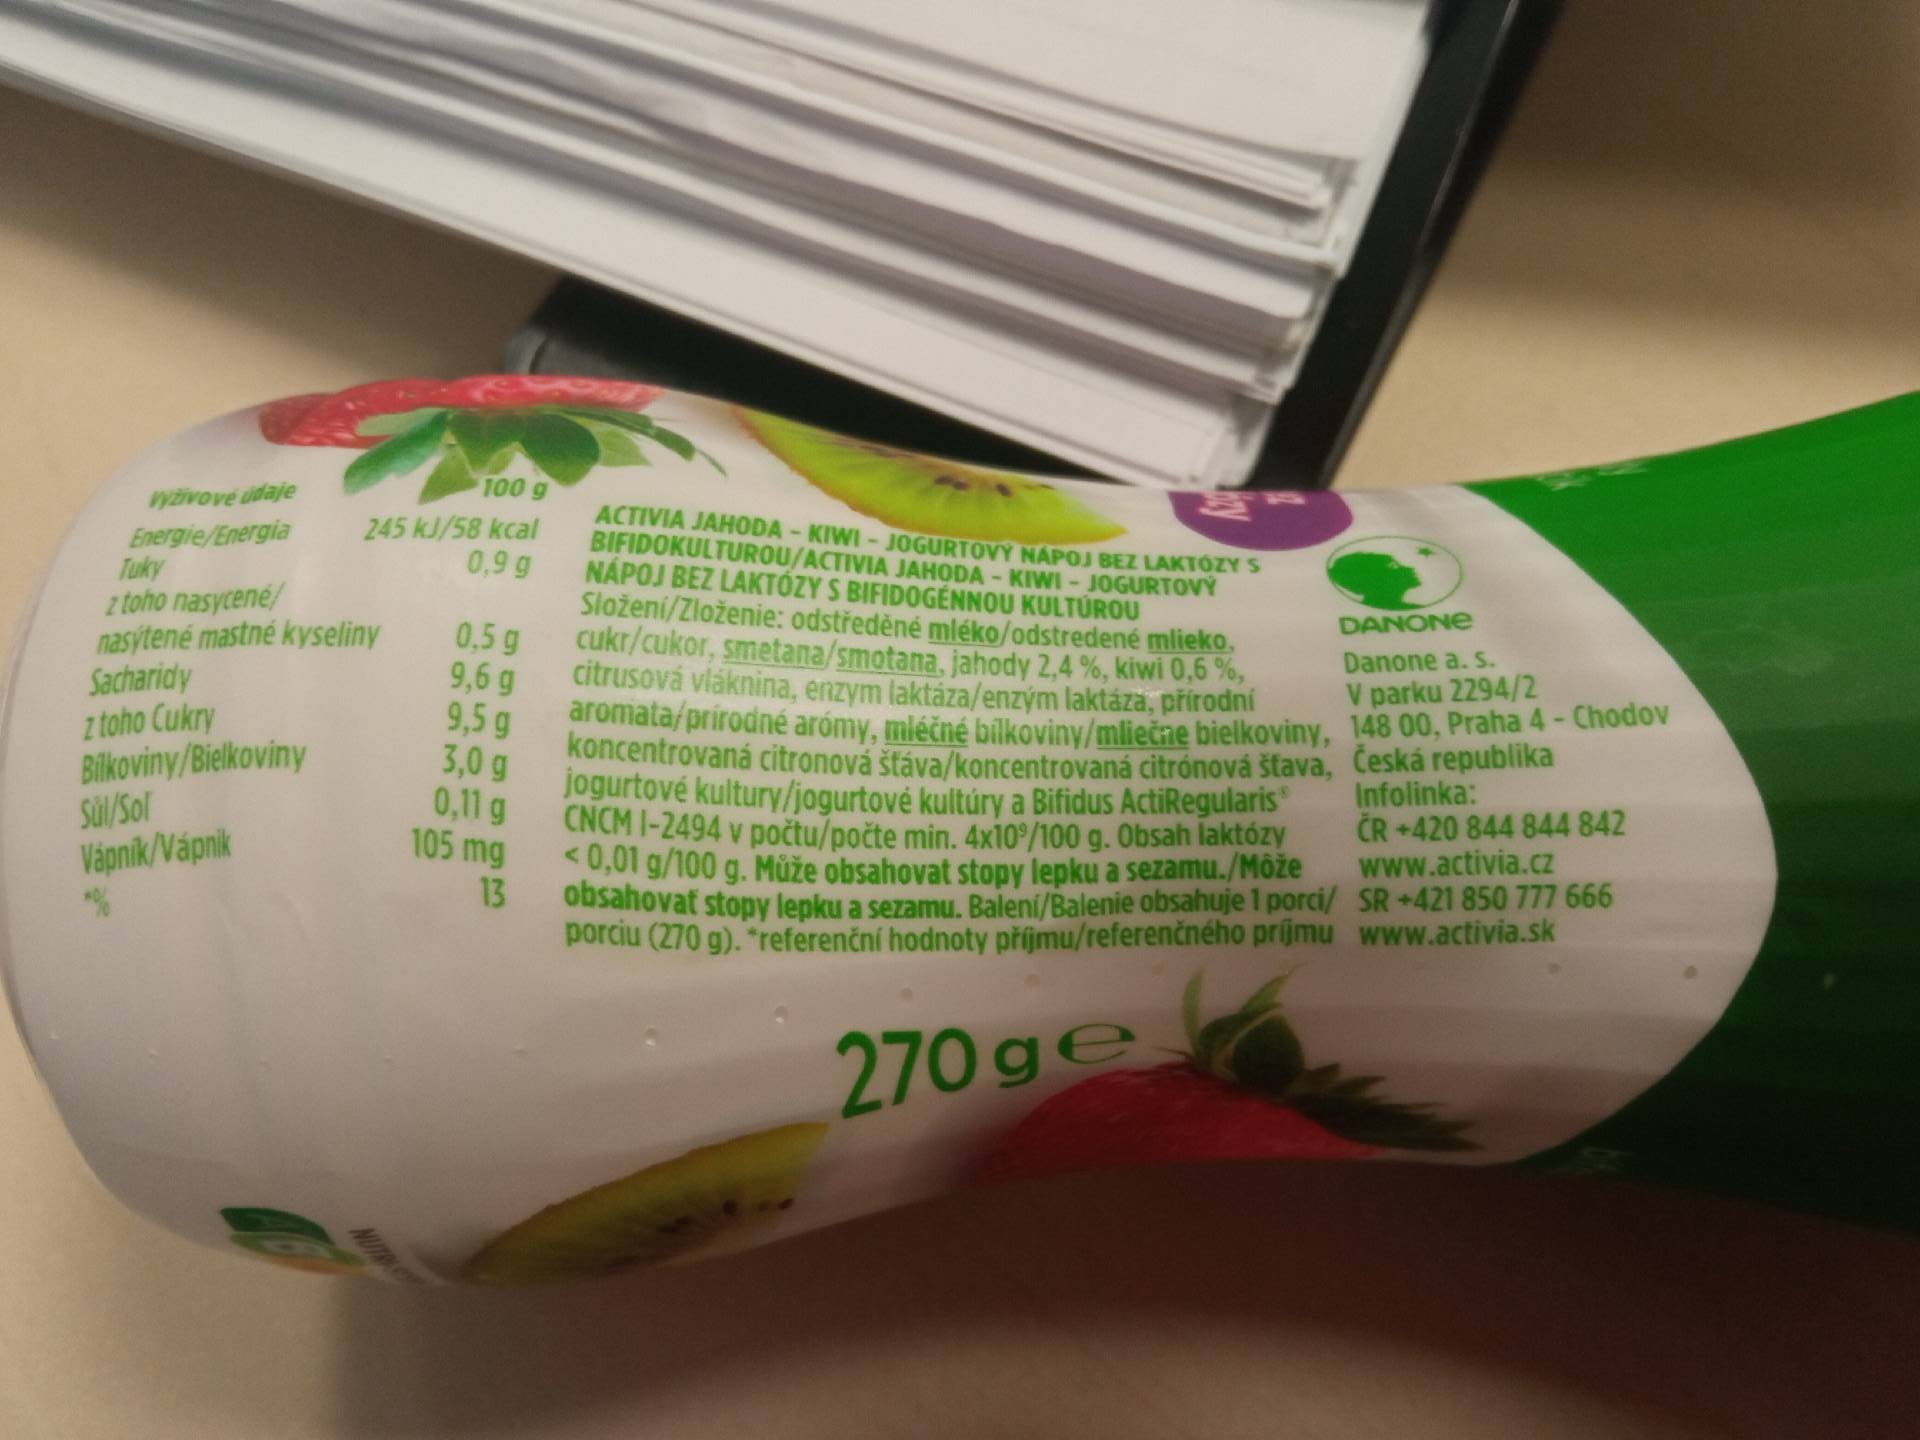 Výživové údaje 100 g
Energie/Energia 245 kJ/58 kcal
Tuky 0,9 g
z toho nasycené/
nasýtené mastné kyseliny 0,5 g
Sacharidy 9,6 g
z toho Cukry 9,5 g
Bílkoviny/Bielkoviny 3,0 g
Sůl/Soľ 0,11 g
Vápník/Vápnik 105 mg
*% 13
ACTIVIA JAHODA - KIWI - JOGURTOVÝ NÁPOJ BEZ LAKTÓZY S
BIFIDOKULTUROU/ACTIVIA JAHODA - KIWI - JOGURTOVÝ
NÁPOJ BEZ LAKTÓZY S BIFIDOGÉNNOU KULTÚROU
Složení/Zloženie: odstředěné mléko/odstredené mlieko,
cukr/cukor, smetana/smotana, jahody 2,4 %, kiwi 0,6 %,
citrusová vláknina, enzym laktáza/enzým laktáza, přírodní
aromata/prírodné arómy, mléčné bílkoviny/mliečne bielkoviny,
koncentrovaná citronová šťáva/koncentrovaná citrónová šťava,
jogurtové kultury/jogurtové kultúry a Bifidus ActiRegularis®
CNCM I-2494 v počtu/počte min. 4x10⁹/100 g. Obsah laktózy
< 0,01 g/100 g. Může obsahovat stopy lepku a sezamu./Môže
obsahovať stopy lepku a sezamu. Balení/Balenie obsahuje 1 porci/
porciu (270 g). *referenční hodnoty příjmu/referenčného príjmu
DANONE
Danone a. s.
V parku 2294/2
148 00, Praha 4 - Chodov
Česká republika
Infolinka:
ČR +420 844 844 842
www.activia.cz
SR +421 850 777 666
www.activia.sk
270 g e